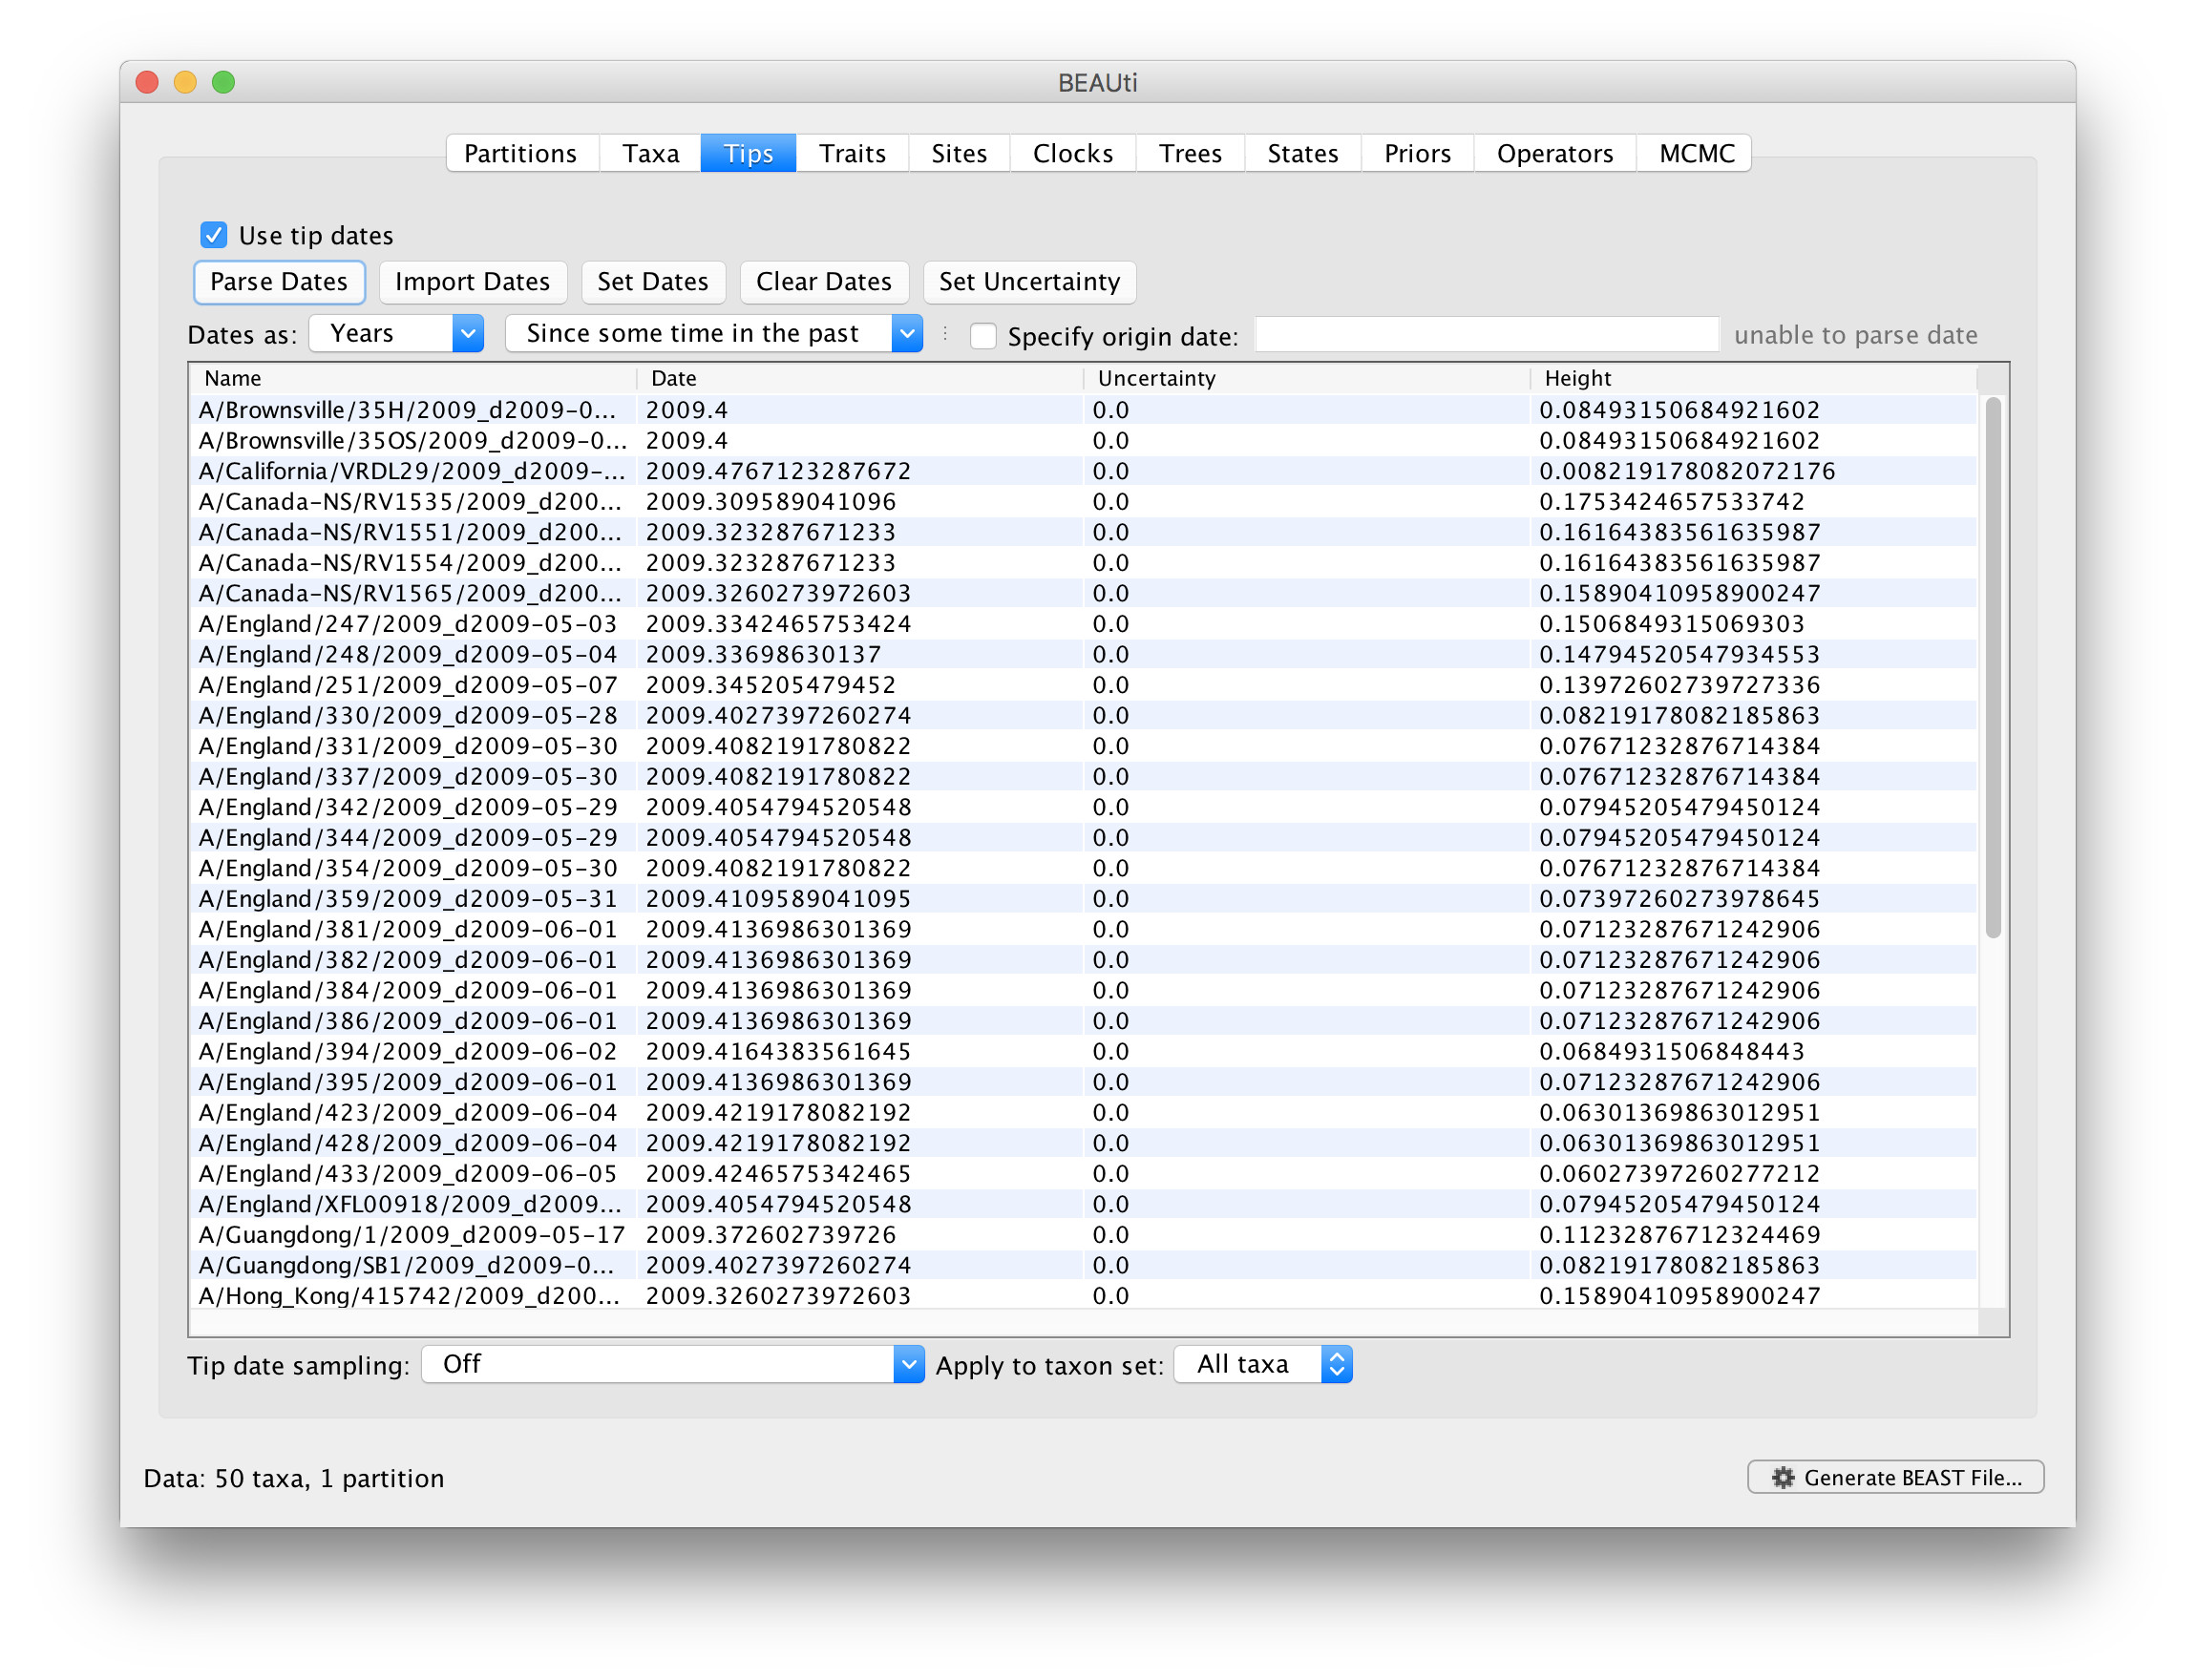 BEAUti
Partitions Taxa Tips Traits Sites Clocks Trees States Priors Operators MCMC
Use tip dates
Parse Dates Import Dates Set Dates Clear Dates Set Uncertainty
Dates as: Years Since some time in the past Specify origin date: unable to parse date
Name Date Uncertainty Height
A/Brownsville/35H/2009_d2009-0... 2009.4 0.0 0.08493150684921602
A/Brownsville/35OS/2009_d2009-0... 2009.4 0.0 0.08493150684921602
A/California/VRDL29/2009_d2009-... 2009.4767123287672 0.0 0.008219178082072176
A/Canada-NS/RV1535/2009_d200... 2009.309589041096 0.0 0.1753424657533742
A/Canada-NS/RV1551/2009_d200... 2009.323287671233 0.0 0.16164383561635987
A/Canada-NS/RV1554/2009_d200... 2009.323287671233 0.0 0.16164383561635987
A/Canada-NS/RV1565/2009_d200... 2009.3260273972603 0.0 0.15890410958900247
A/England/247/2009_d2009-05-03 2009.3342465753424 0.0 0.1506849315069303
A/England/248/2009_d2009-05-04 2009.33698630137 0.0 0.14794520547934553
A/England/251/2009_d2009-05-07 2009.345205479452 0.0 0.13972602739727336
A/England/330/2009_d2009-05-28 2009.4027397260274 0.0 0.08219178082185863
A/England/331/2009_d2009-05-30 2009.4082191780822 0.0 0.07671232876714384
A/England/337/2009_d2009-05-30 2009.4082191780822 0.0 0.07671232876714384
A/England/342/2009_d2009-05-29 2009.4054794520548 0.0 0.07945205479450124
A/England/344/2009_d2009-05-29 2009.4054794520548 0.0 0.07945205479450124
A/England/354/2009_d2009-05-30 2009.4082191780822 0.0 0.07671232876714384
A/England/359/2009_d2009-05-31 2009.4109589041095 0.0 0.07397260273978645
A/England/381/2009_d2009-06-01 2009.4136986301369 0.0 0.07123287671242906
A/England/382/2009_d2009-06-01 2009.4136986301369 0.0 0.07123287671242906
A/England/384/2009_d2009-06-01 2009.4136986301369 0.0 0.07123287671242906
A/England/386/2009_d2009-06-01 2009.4136986301369 0.0 0.07123287671242906
A/England/394/2009_d2009-06-02 2009.4164383561645 0.0 0.0684931506848443
A/England/395/2009_d2009-06-01 2009.4136986301369 0.0 0.07123287671242906
A/England/423/2009_d2009-06-04 2009.4219178082192 0.0 0.06301369863012951
A/England/428/2009_d2009-06-04 2009.4219178082192 0.0 0.06301369863012951
A/England/433/2009_d2009-06-05 2009.4246575342465 0.0 0.06027397260277212
A/England/XFL00918/2009_d2009... 2009.4054794520548 0.0 0.07945205479450124
A/Guangdong/1/2009_d2009-05-17 2009.372602739726 0.0 0.11232876712324469
A/Guangdong/SB1/2009_d2009-0... 2009.4027397260274 0.0 0.08219178082185863
A/Hong_Kong/415742/2009_d200... 2009.3260273972603 0.0 0.15890410958900247
Tip date sampling: Off Apply to taxon set: All taxa
Data: 50 taxa, 1 partition Generate BEAST File...